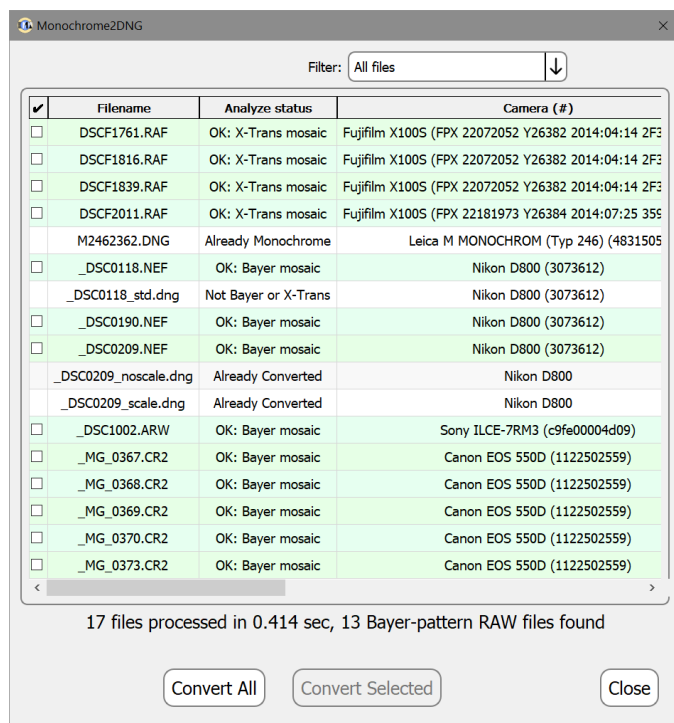 Monochrome2DNG
Filter: All files
✔ Filename Analyze status Camera (#)
DSCF1761.RAF OK: X-Trans mosaic Fujifilm X100S (FPX 22072052 Y26382 2014:04:14 2F3
DSCF1816.RAF OK: X-Trans mosaic Fujifilm X100S (FPX 22072052 Y26382 2014:04:14 2F3
DSCF1839.RAF OK: X-Trans mosaic Fujifilm X100S (FPX 22072052 Y26382 2014:04:14 2F3
DSCF2011.RAF OK: X-Trans mosaic Fujifilm X100S (FPX 22181973 Y26384 2014:07:25 359
M2462362.DNG Already Monochrome Leica M MONOCHROM (Typ 246) (4831505
_DSC0118.NEF OK: Bayer mosaic Nikon D800 (3073612)
_DSC0118_std.dng Not Bayer or X-Trans Nikon D800 (3073612)
_DSC0190.NEF OK: Bayer mosaic Nikon D800 (3073612)
_DSC0209.NEF OK: Bayer mosaic Nikon D800 (3073612)
_DSC0209_noscale.dng Already Converted Nikon D800
_DSC0209_scale.dng Already Converted Nikon D800
_DSC1002.ARW OK: Bayer mosaic Sony ILCE-7RM3 (c9fe00004d09)
_MG_0367.CR2 OK: Bayer mosaic Canon EOS 550D (1122502559)
_MG_0368.CR2 OK: Bayer mosaic Canon EOS 550D (1122502559)
_MG_0369.CR2 OK: Bayer mosaic Canon EOS 550D (1122502559)
_MG_0370.CR2 OK: Bayer mosaic Canon EOS 550D (1122502559)
_MG_0373.CR2 OK: Bayer mosaic Canon EOS 550D (1122502559)
17 files processed in 0.414 sec, 13 Bayer-pattern RAW files found
Convert All Convert Selected Close